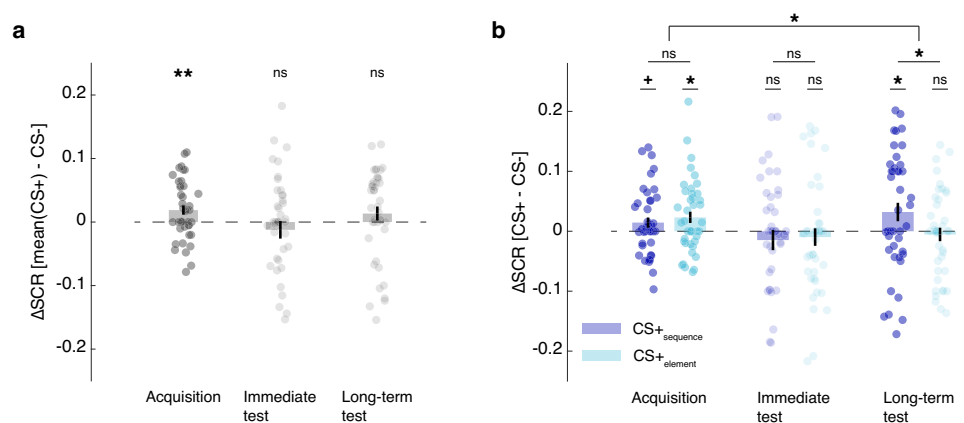 a
ΔSCR [mean(CS+) - CS-]
0.2
0.1
0
-0.1
-0.2
**
ns
ns
Acquisition
Immediate
test
Long-term
test
b
ΔSCR [CS+ - CS-]
0.2
0.1
0
-0.1
-0.2
*
ns
ns
*
+
*
ns
ns
*
ns
CS+sequence
CS+element
Acquisition
Immediate
test
Long-term
test